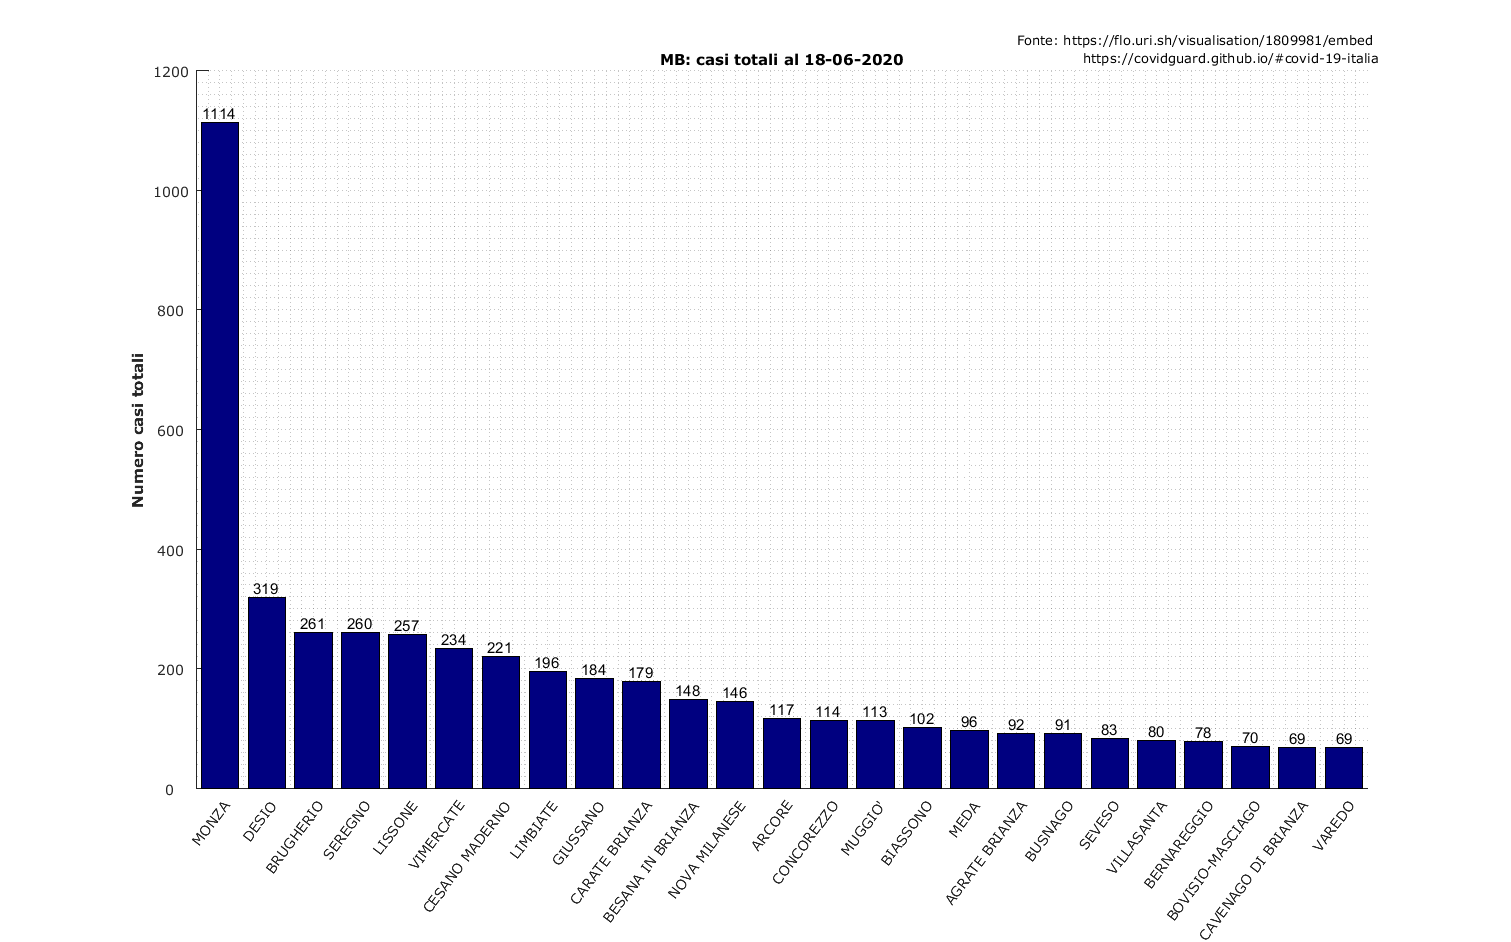 Fonte: https://flo.uri.sh/visualisation/1809981/embed
https://covidguard.github.io/#covid-19-italia
MB: casi totali al 18-06-2020
Numero casi totali
1200
1000
800
600
400
200
0
1114
319
261
260
257
234
221
196
184
179
148
146
117
114
113
102
96
92
91
83
80
78
70
69
69
MONZA
DESIO
BRUGHERIO
SEREGNO
LISSONE
VIMERCATE
CESANO MADERNO
LIMBIATE
GIUSSANO
CARATE BRIANZA
BESANA IN BRIANZA
NOVA MILANESE
ARCORE
CONCOREZZO
MUGGIO'
BIASSONO
MEDA
AGRATE BRIANZA
BUSNAGO
SEVESO
VILLASANTA
BERNAREGGIO
BOVISIO-MASCIAGO
CAVENAGO DI BRIANZA
VAREDO